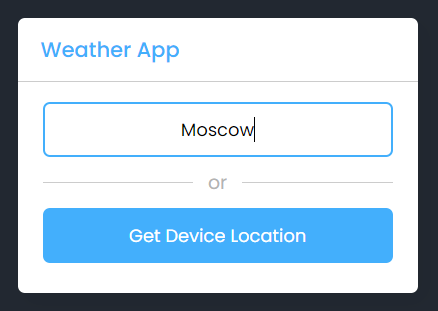 Weather App
Moscow
or
Get Device Location